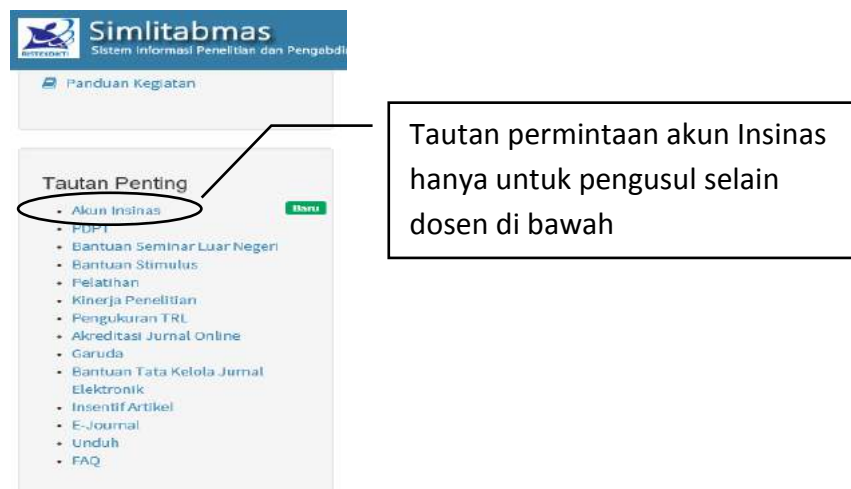 Simlitabmas
RISTEKDIKTI
Sistem Informasi Penelitian dan Pengabdi
Panduan Kegiatan
Tautan Penting
Akun Insinas
Baru
PDPT
Bantuan Seminar Luar Negeri
Bantuan Stimulus
Pelatihan
Kinerja Penelitian
Pengukuran TRL
Akreditasi Jurnal Online
Garuda
Bantuan Tata Kelola Jurnal
Elektronik
Insentif Artikel
E-Journal
Unduh
FAQ
Tautan permintaan akun Insinas
hanya untuk pengusul selain
dosen di bawah